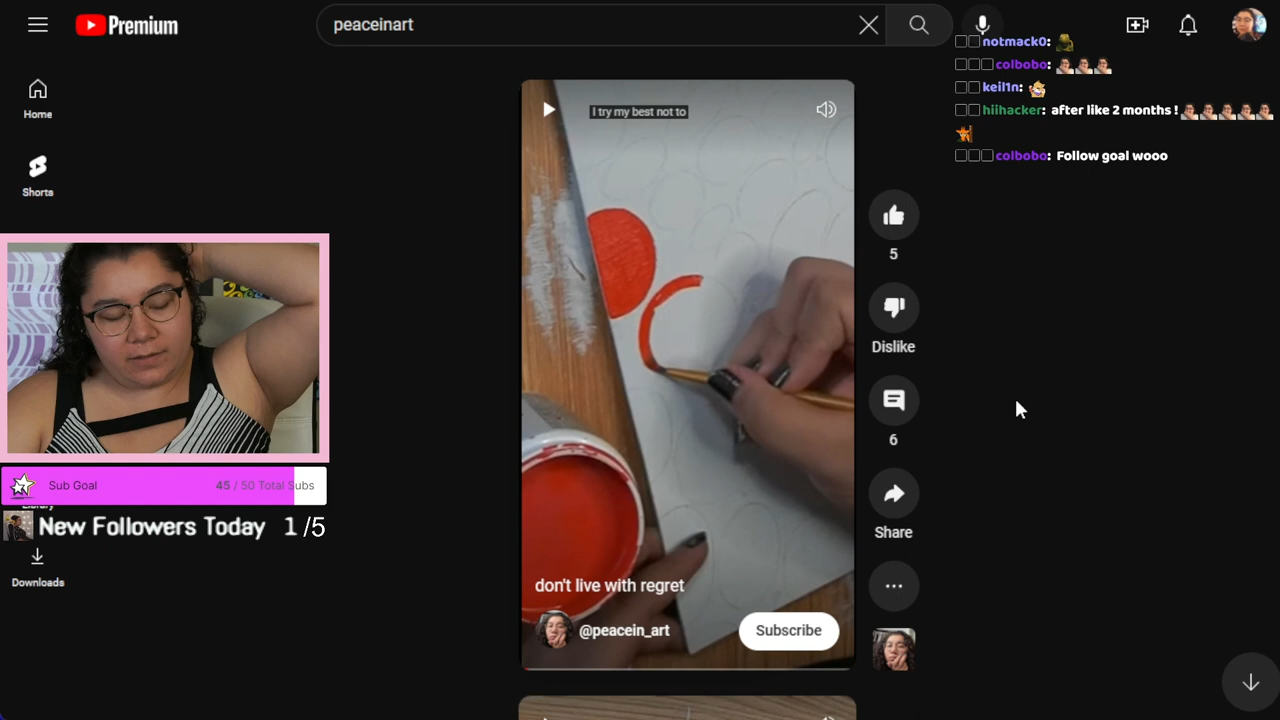 Premium
peaceinart
notmack0:
colbobo:
keil1n:
hiihacker: after like 2 months !
colbobo: Follow goal wooo
Home
Shorts
I try my best not to
5
Dislike
6
Share
Sub Goal 45 / 50 Total Subs
Library
New Followers Today 1 /5
Downloads
don't live with regret
@peacein_art
Subscribe